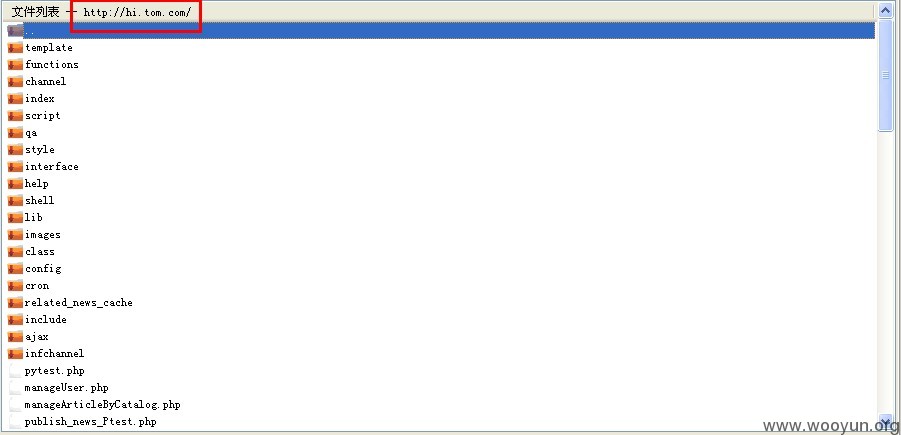 文件列表 — http://hi.tom.com/
..
template
functions
channel
index
script
qa
style
interface
help
shell
lib
images
class
config
cron
related_news_cache
include
ajax
infchannel
pytest.php
manageUser.php
manageArticleByCatalog.php
publish_news_Ptest.php
www.wooyun.org